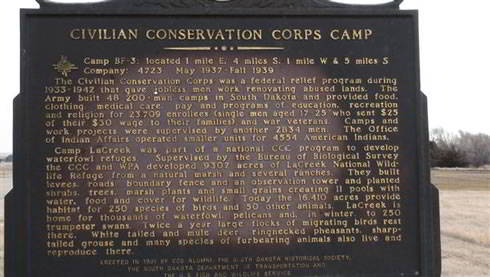 CIVILIAN CONSERVATION CORPS CAMP
Camp BF-3: located 1 mile E, 4 miles S, 1 mile W & 5 miles S
Company: 4723 May 1937-Fall 1939
The Civilian Conservation Corps was a federal relief program during
1933-1942 that gave jobless men work renovating abused lands. The
Army built 48 200-man camps in South Dakota and provided food,
clothing, medical care, pay and programs of education, recreation
and religion for 23,709 enrollees (single men aged 17-25 who sent $25
of their $30 wage to their families) and war veterans. Camps and
work projects were supervised by another 2834 men. The Office
of Indian Affairs operated smaller units for 4554 American Indians.
Camp LaCreek was part of a national CCC program to develop
waterfowl refuges. Supervised by the Bureau of Biological Survey
the CCC and WPA developed 9302 acres of LaCreek National Wild-
life Refuge from a natural marsh and several ranches. They built
levees, roads, boundary fence and an observation tower and planted
shrubs, trees, marsh plants and small grains creating 11 pools with
water, food and cover for wildlife. Today the 16,410 acres provide
habitat for 250 species of birds and 50 other animals. LaCreek is
home for thousands of waterfowl, pelicans and, in winter, to 250
trumpeter swans. Twice a year large flocks of migrating birds rest
there. White tailed and mule deer, ringnecked pheasants, sharp-
tailed grouse and many species of furbearing animals also live and
reproduce there.
ERECTED IN 1991 BY CCC ALUMNI, THE SOUTH DAKOTA HISTORICAL SOCIETY,
THE SOUTH DAKOTA DEPARTMENT OF TRANSPORTATION AND
THE U S FISH AND WILDLIFE SERVICE